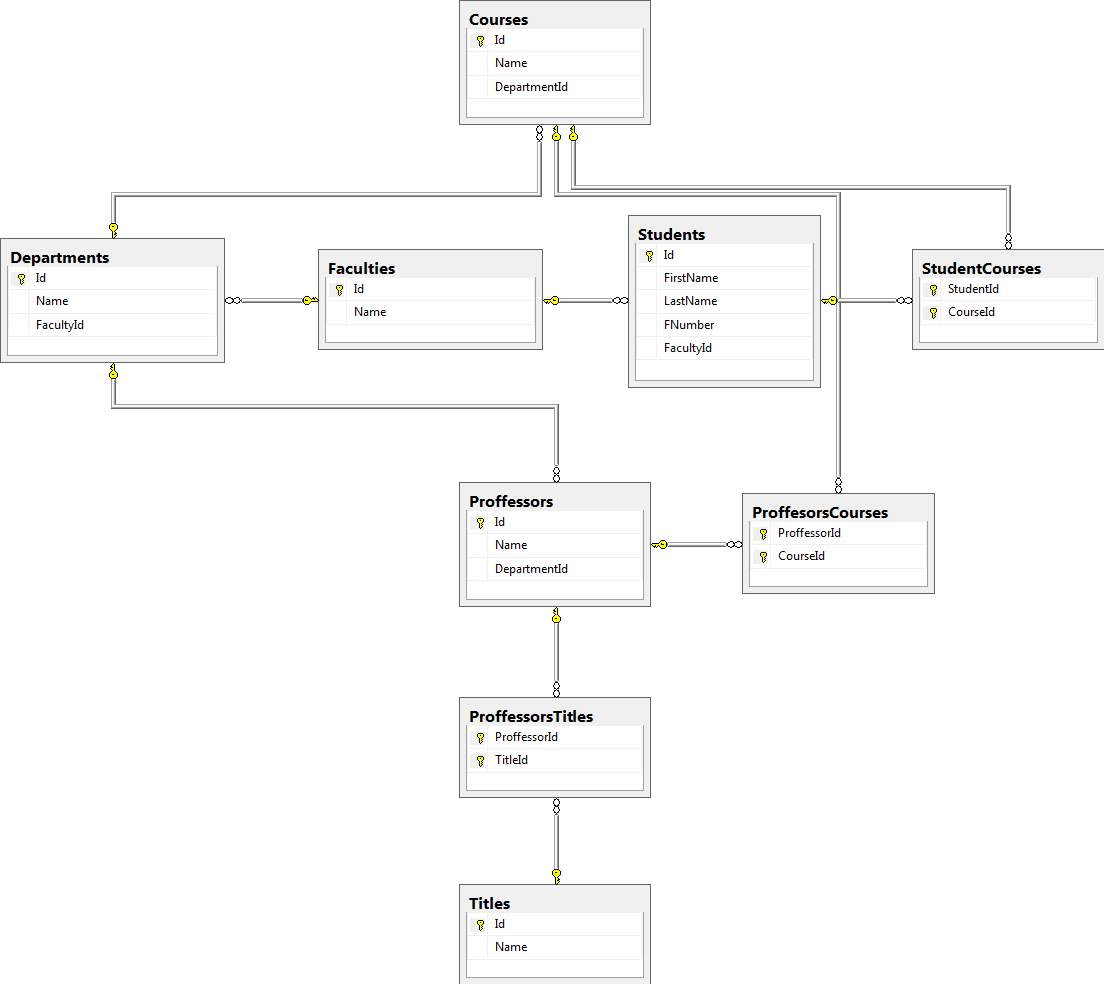 Courses
Id
Name
DepartmentId
Departments
Id
Name
FacultyId
Faculties
Id
Name
Students
Id
FirstName
LastName
FNumber
FacultyId
StudentCourses
StudentId
CourseId
Proffessors
Id
Name
DepartmentId
ProffesorsCourses
ProffessorId
CourseId
ProffessorsTitles
ProffessorId
TitleId
Titles
Id
Name